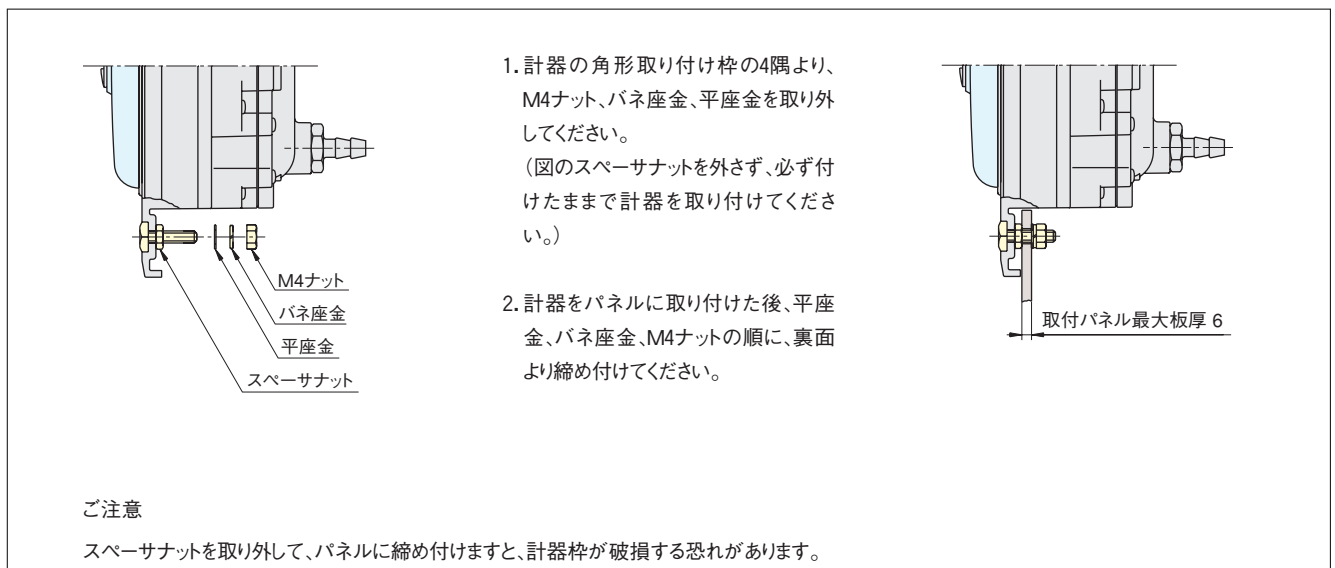 1.計器の角形取り付け枠の4隅より、
M4ナット、バネ座金、平座金を取り外
してください。
（図のスペーサナットを外さず、必ず付
けたままで計器を取り付けてくださ
い。）
2.計器をパネルに取り付けた後、平座
金、バネ座金、M4ナットの順に、裏面
より締め付けてください。
M4ナット
バネ座金
平座金
スペーサナット
取付パネル最大板厚 6
ご注意
スペーサナットを取り外して、パネルに締め付けますと、計器枠が破損する恐れがあります。